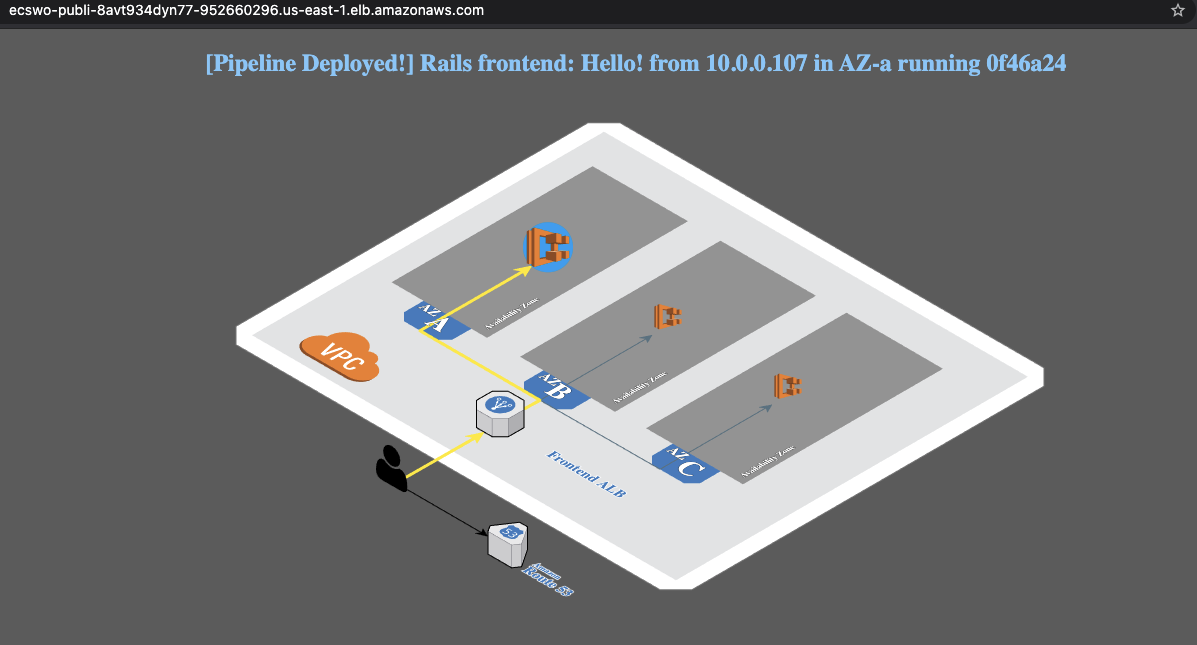 ecswo-publi-8avt934dyn77-952660296.us-east-1.elb.amazonaws.com
[Pipeline Deployed!] Rails frontend: Hello! from 10.0.0.107 in AZ-a running 0f46a24
AZ
A
Availability Zone
VPC
AZ
B
Availability Zone
AZ
C
Availability Zone
Frontend ALB
53
Amazon
Route 53